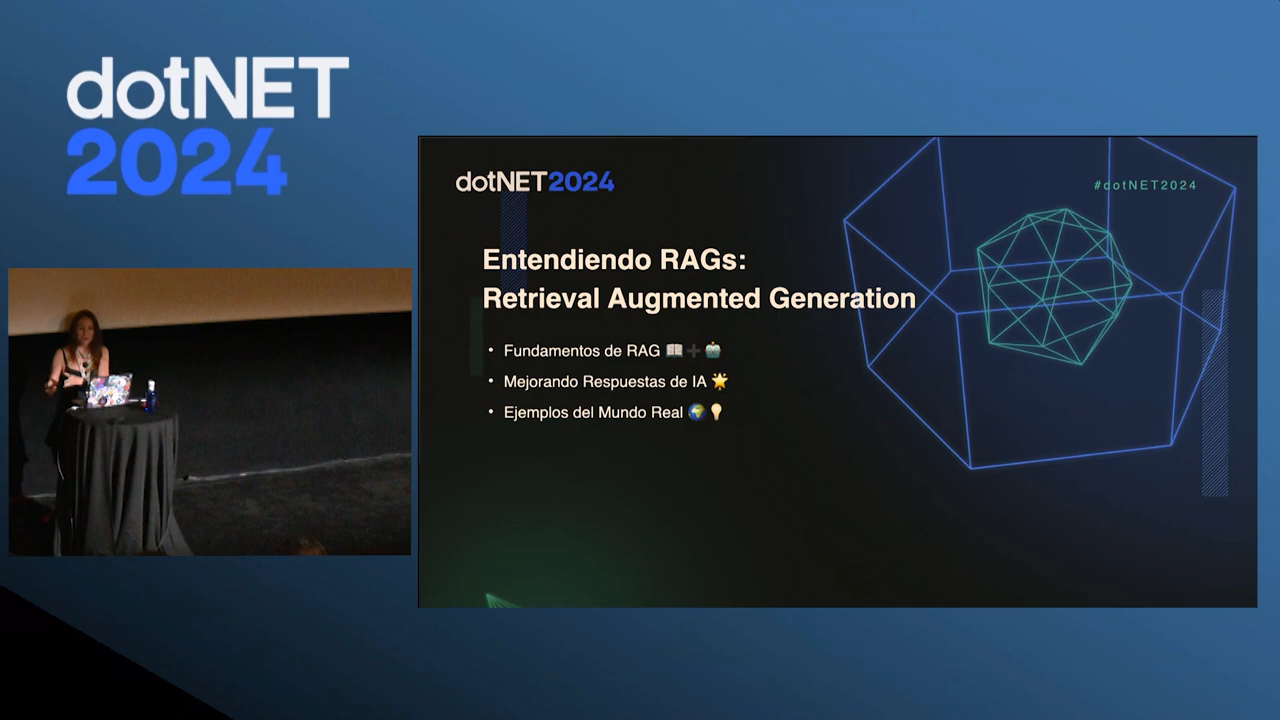 dotNET
2024
dotNET2024
#dotNET2024
Entendiendo RAGs:
Retrieval Augmented Generation
• Fundamentos de RAG 📖➕🤖
• Mejorando Respuestas de IA 🌟
• Ejemplos del Mundo Real 🌍💡